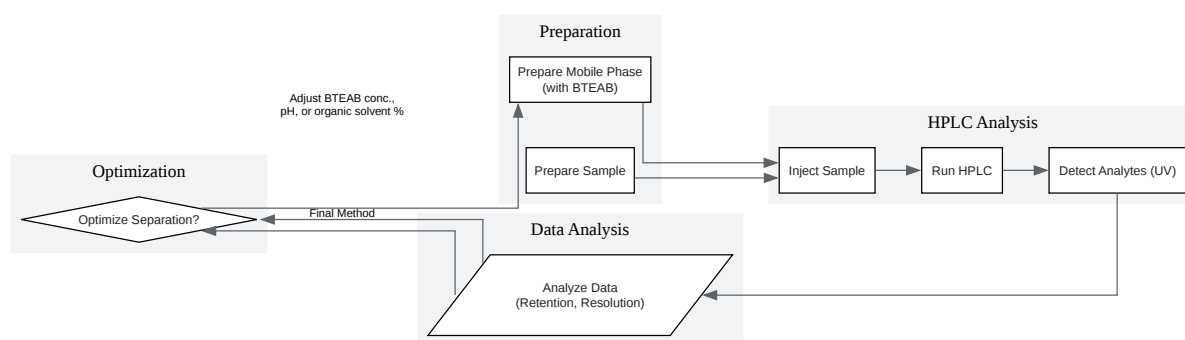 Preparation
Prepare Mobile Phase
(with BTEAB)
Prepare Sample
Adjust BTEAB conc.,
pH, or organic solvent %
HPLC Analysis
Inject Sample
Run HPLC
Detect Analytes (UV)
Optimization
Optimize Separation?
Final Method
Data Analysis
Analyze Data
(Retention, Resolution)